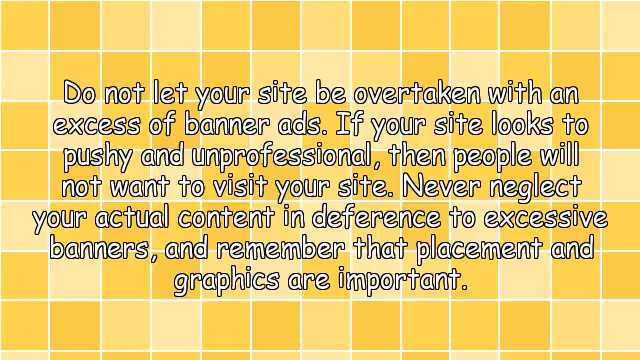 Do not let your site be overtaken with an
excess of banner ads. If your site looks to
pushy and unprofessional, then people will
not want to visit your site. Never neglect
your actual content in deference to excessive
banners, and remember that placement and
graphics are important.